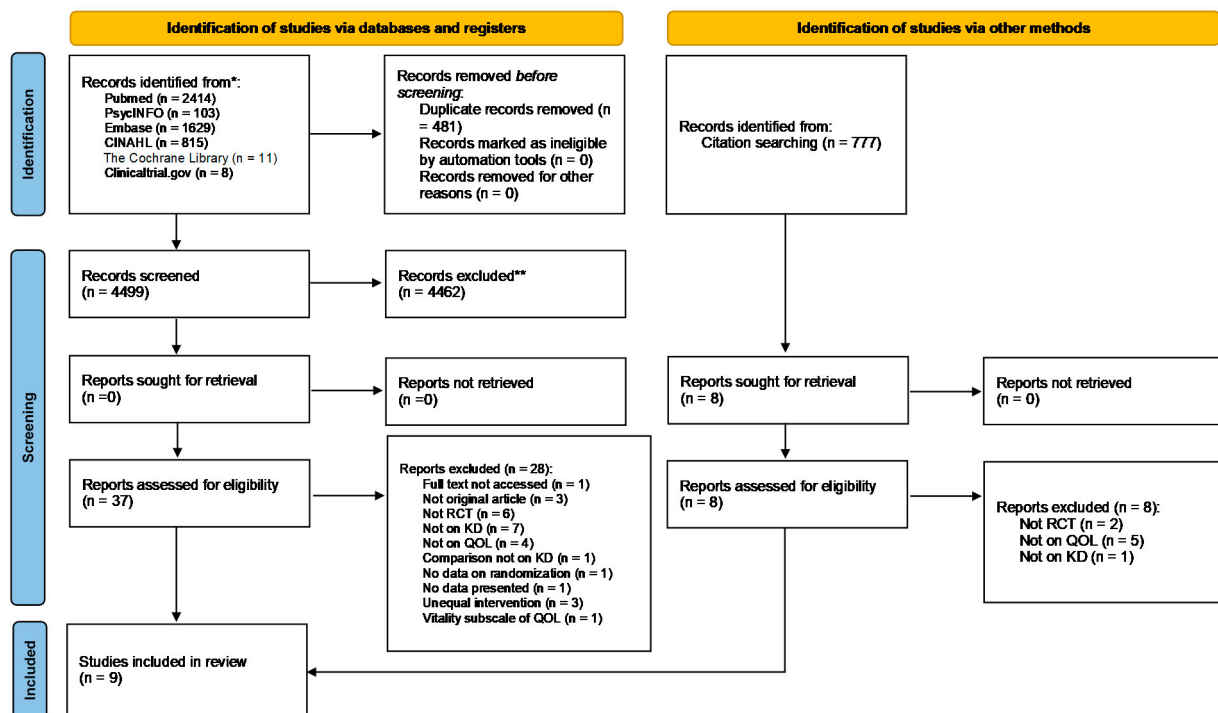 Identification of studies via databases and registers
Identification of studies via other methods
Identification
Records identified from*:
Pubmed (n = 2414)
PsycINFO (n = 103)
Embase (n = 1629)
CINAHL (n = 815)
The Cochrane Library (n = 11)
Clinicaltrial.gov (n = 8)
Records removed before
screening:
Duplicate records removed (n
= 481)
Records marked as ineligible
by automation tools (n = 0)
Records removed for other
reasons (n = 0)
Records identified from:
Citation searching (n = 777)
Screening
Records screened
(n = 4499)
Records excluded**
(n = 4462)
Reports sought for retrieval
(n =0)
Reports not retrieved
(n =0)
Reports sought for retrieval
(n = 8)
Reports not retrieved
(n = 0)
Reports assessed for eligibility
(n = 37)
Reports excluded (n = 28):
Full text not accessed (n = 1)
Not original article (n = 3)
Not RCT (n = 6)
Not on KD (n = 7)
Not on QOL (n = 4)
Comparison not on KD (n = 1)
No data on randomization (n = 1)
No data presented (n = 1)
Unequal intervention (n = 3)
Vitality subscale of QOL (n = 1)
Reports assessed for eligibility
(n = 8)
Reports excluded (n = 8):
Not RCT (n = 2)
Not on QOL (n = 5)
Not on KD (n = 1)
Included
Studies included in review
(n = 9)